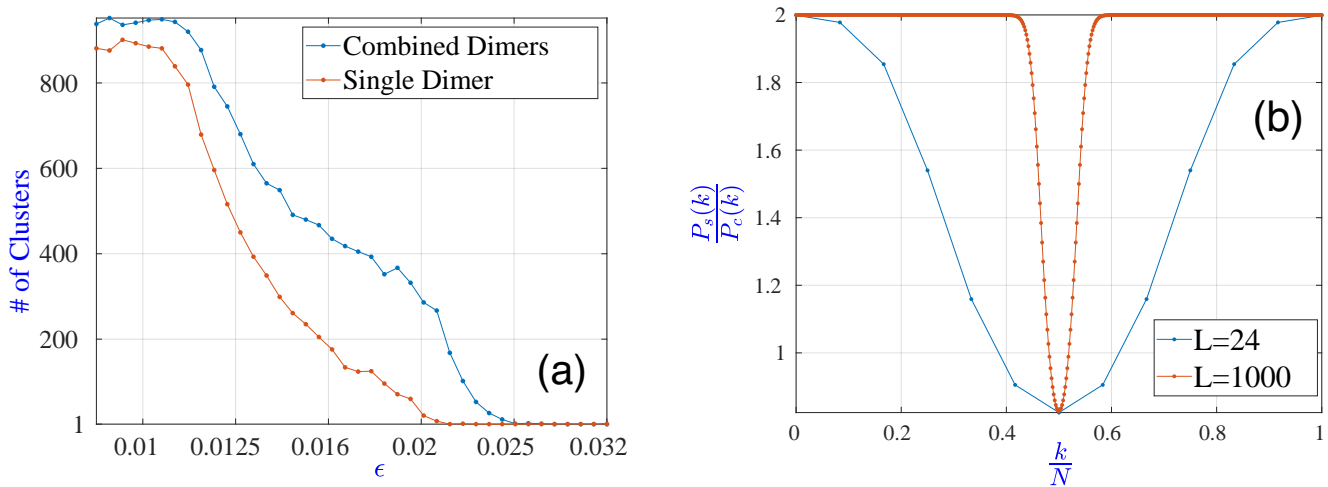 800
600
400
200
1
# of Clusters
Combined Dimers
Single Dimer
(a)
0.01 0.0125 0.016 0.02 0.025 0.032
ϵ
2
1.8
1.6
1.4
1.2
1
P_s(k)
P_c(k)
(b)
L=24
L=1000
0 0.2 0.4 0.6 0.8 1
k
N